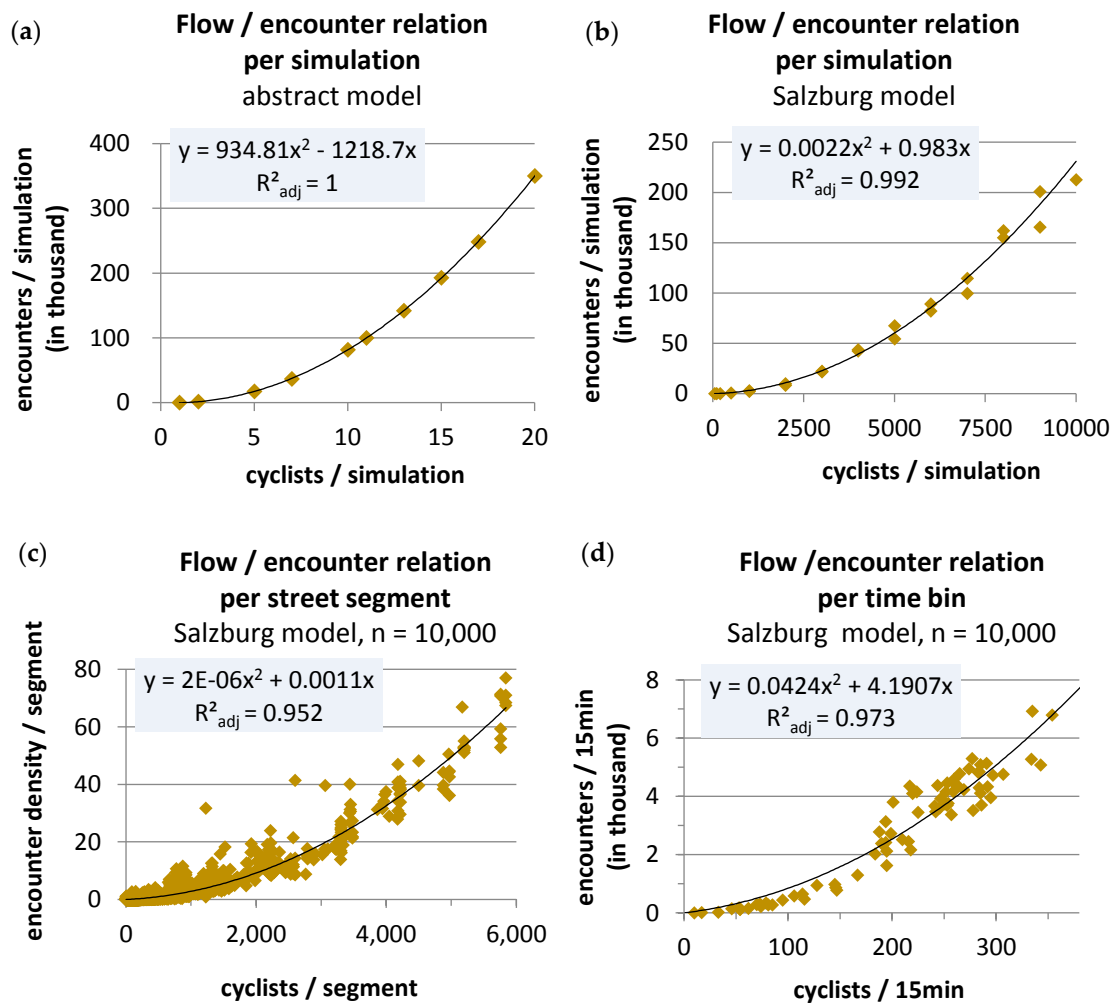 (a)
Flow / encounter relation
per simulation
abstract model
y = 934.81x² - 1218.7x
R²adj = 1
encounters / simulation
(in thousand)
400
300
200
100
0
0 5 10 15 20
cyclists / simulation
(b)
Flow / encounter relation
per simulation
Salzburg model
y = 0.0022x² + 0.983x
R²adj = 0.992
encounters / simulation
(in thousand)
250
200
150
100
50
0
0 2500 5000 7500 10000
cyclists / simulation
(c)
Flow / encounter relation
per street segment
Salzburg model, n = 10,000
y = 2E-06x² + 0.0011x
R²adj = 0.952
encounter density / segment
80
60
40
20
0
0 2,000 4,000 6,000
cyclists / segment
(d)
Flow /encounter relation
per time bin
Salzburg model, n = 10,000
y = 0.0424x² + 4.1907x
R²adj = 0.973
encounters / 15min
(in thousand)
8
6
4
2
0
0 100 200 300
cyclists / 15min